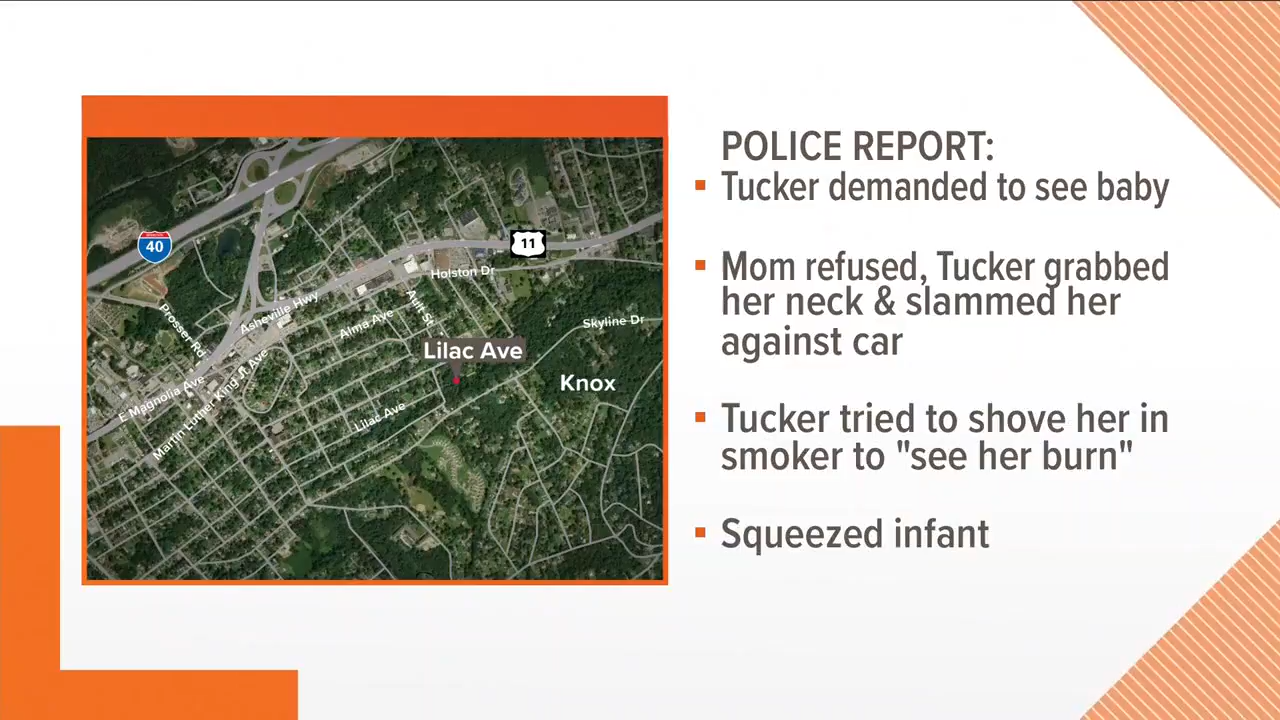 POLICE REPORT:
Tucker demanded to see baby
Mom refused, Tucker grabbed
her neck & slammed her
against car
Tucker tried to shove her in
smoker to "see her burn"
Squeezed infant
40
11
Holston Dr
Prosser Rd
Asheville Hwy
Ault St
Alma Ave
Skyline Dr
Lilac Ave
Knox
E Magnolia Ave
Martin Luther King Jr Ave
Lilac Ave